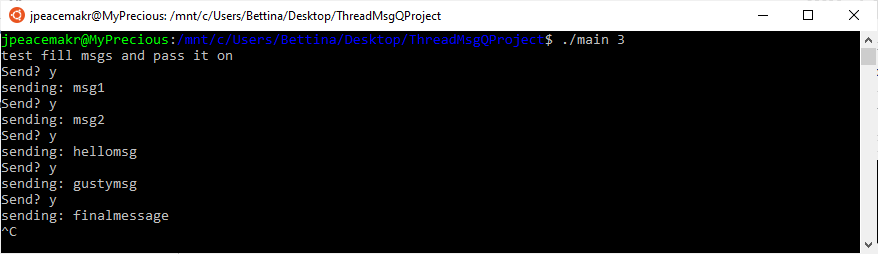 jpeacemakr@MyPrecious: /mnt/c/Users/Bettina/Desktop/ThreadMsgQProject
jpeacemakr@MyPrecious:/mnt/c/Users/Bettina/Desktop/ThreadMsgQProject$ ./main 3
test fill msgs and pass it on
Send? y
sending: msg1
Send? y
sending: msg2
Send? y
sending: hellomsg
Send? y
sending: gustymsg
Send? y
sending: finalmessage
^C